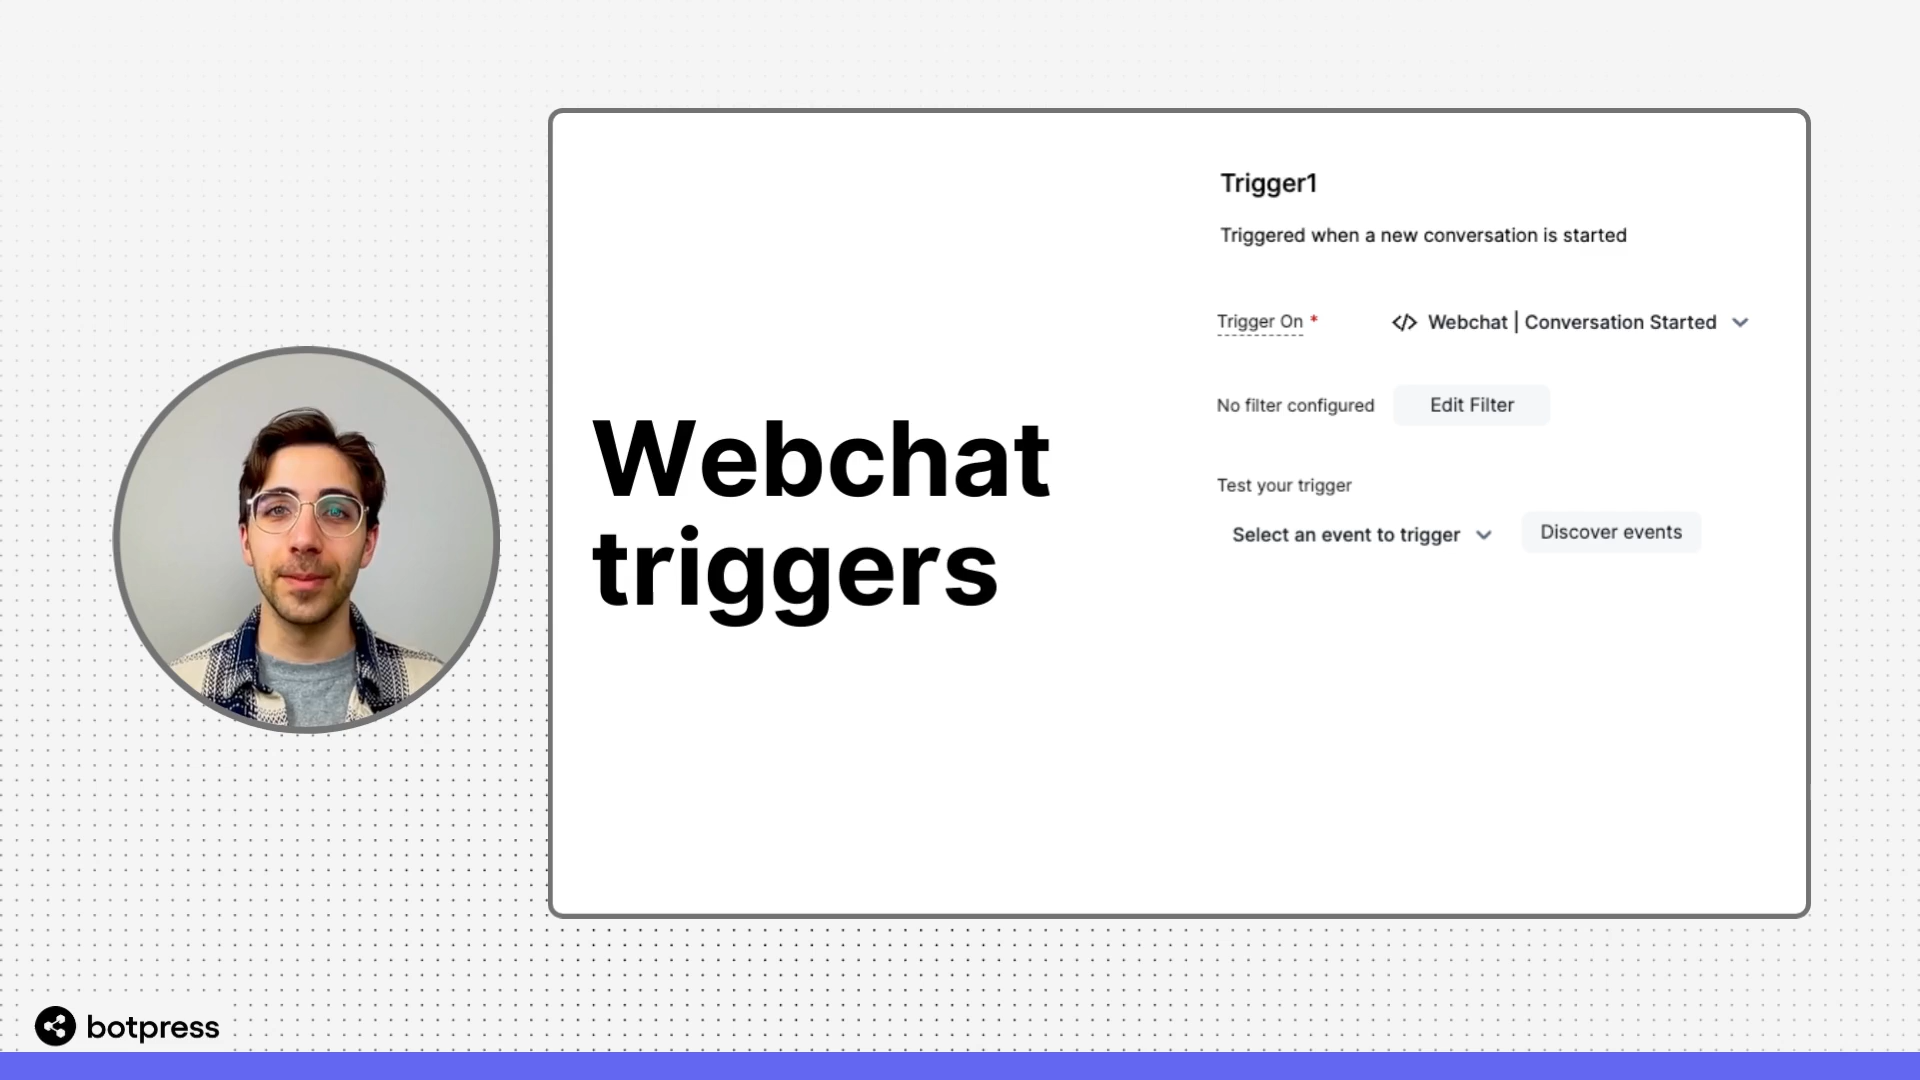 Webchat
triggers
Trigger1
Triggered when a new conversation is started
Trigger On * </> Webchat | Conversation Started
No filter configured Edit Filter
Test your trigger
Select an event to trigger Discover events
botpress